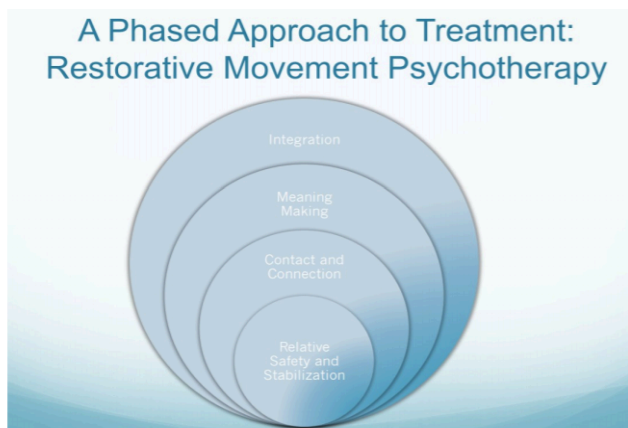 A Phased Approach to Treatment:
Restorative Movement Psychotherapy
Integration
Meaning
Making
Contact and
Connection
Relative
Safety and
Stabilization